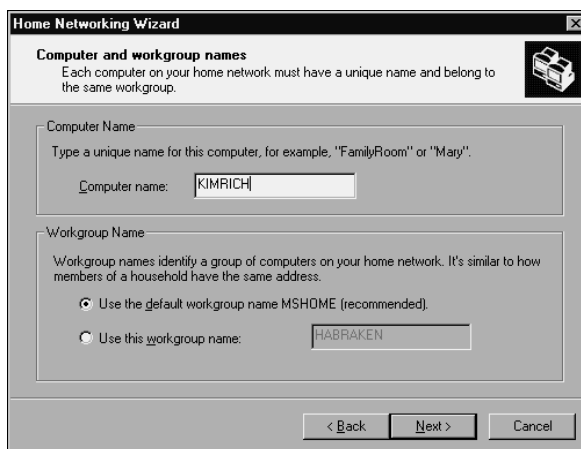 Home Networking Wizard
Computer and workgroup names
Each computer on your home network must have a unique name and belong to
the same workgroup.
Computer Name
Type a unique name for this computer, for example, "FamilyRoom" or "Mary".
Computer name:
KIMRICH
Workgroup Name
Workgroup names identify a group of computers on your home network. It's similar to how
members of a household have the same address.
Use the default workgroup name MSHOME (recommended).
Use this workgroup name:
HABRAKEN
< Back
Next >
Cancel